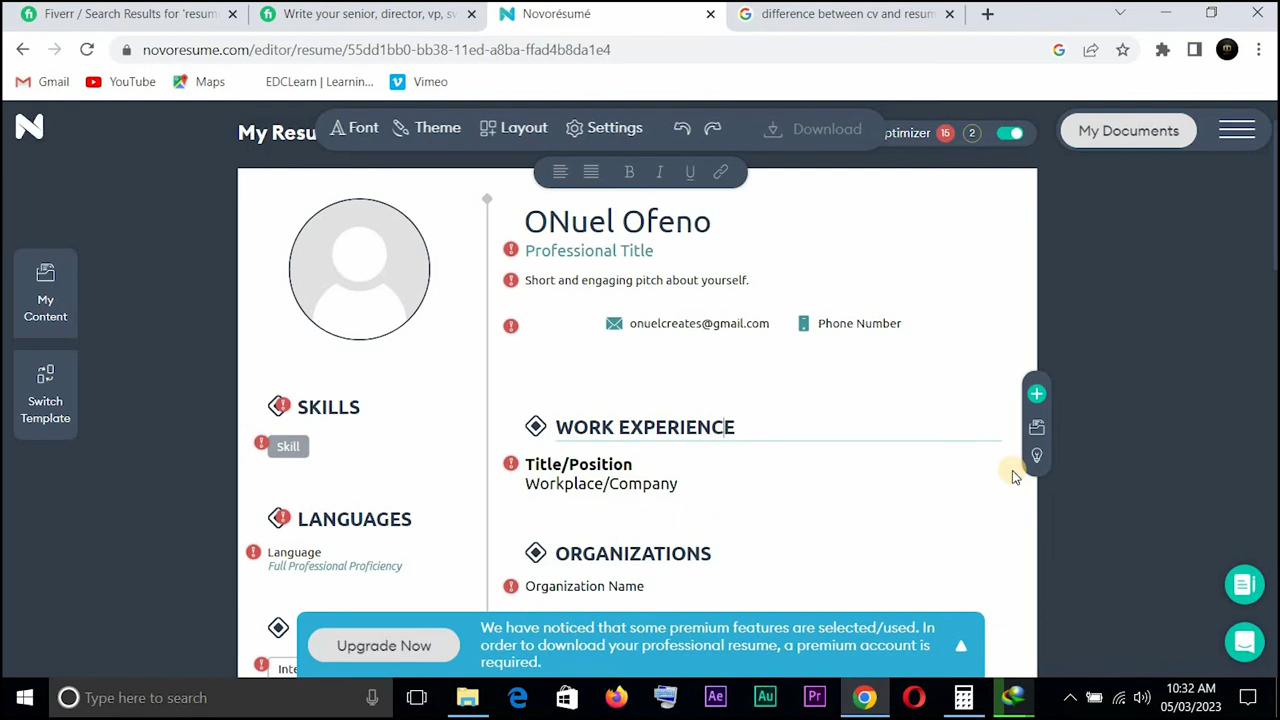 Fiverr / Search Results for 'resum
Write your senior, director, vp, sv
Novorésumé
difference between cv and resum
novoresume.com/editor/resume/55dd1bb0-bb38-11ed-a8ba-ffad4b8da1e4
Gmail
YouTube
Maps
EDCLearn | Learnin...
Vimeo
My Resu
Font
Theme
Layout
Settings
Download
ptimizer 15 2
My Documents
B I U
ONuel Ofeno
Professional Title
Short and engaging pitch about yourself.
onuelcreates@gmail.com
Phone Number
My
Content
Switch
Template
SKILLS
Skill
LANGUAGES
Language
Full Professional Proficiency
Inte
WORK EXPERIENCE
Title/Position
Workplace/Company
ORGANIZATIONS
Organization Name
Upgrade Now
We have noticed that some premium features are selected/used. In
order to download your professional resume, a premium account is
required.
Type here to search
Ae
Au
Pr
10:32 AM
05/03/2023